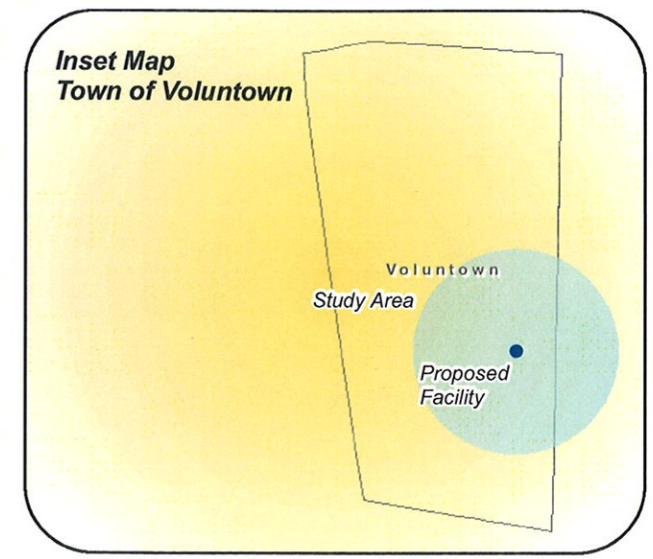 Inset Map
Town of Voluntown
Voluntown
Study Area
Proposed
Facility